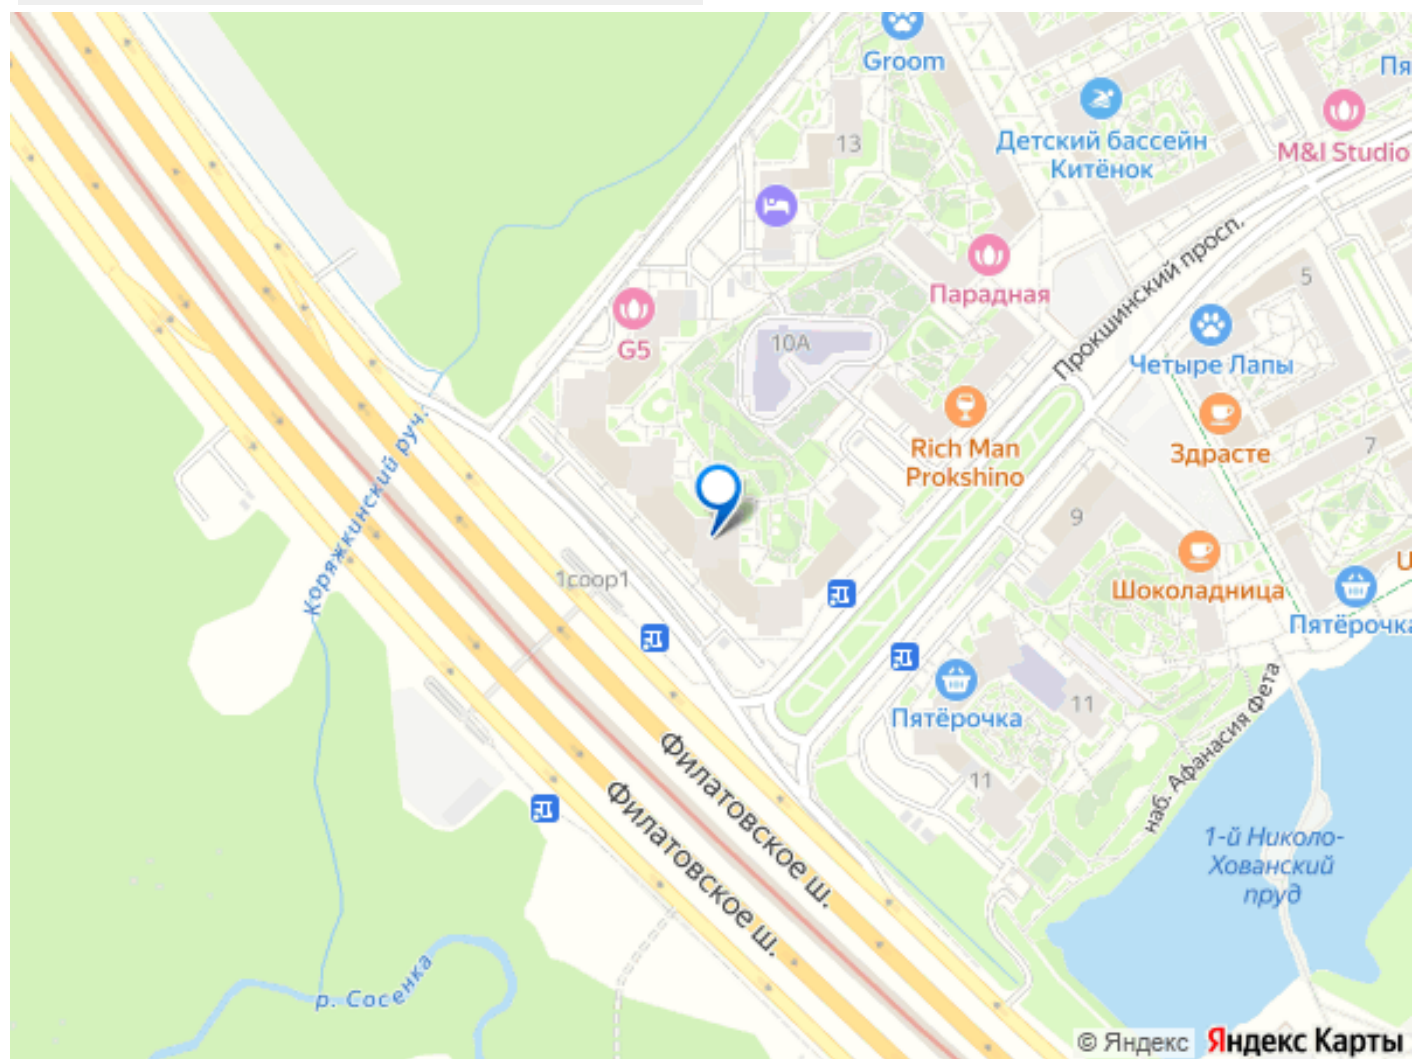 Groom
Пя
Детский бассейн
Китёнок
M&I Studio
13
Прокшинский просп.
Парадная
5
G5
10А
Четыре Лапы
Rich Man
Prokshino
Здрасте
7
Коряжкинский руч.
9
1соор1
Шоколадница
U
Пятёрочка
Пятёрочка
11
11
наб. Афанасия Фета
Филатовское ш.
Филатовское ш.
1-й Николо-
Хованский
пруд
р. Сосенка
© Яндекс
Яндекс Карты